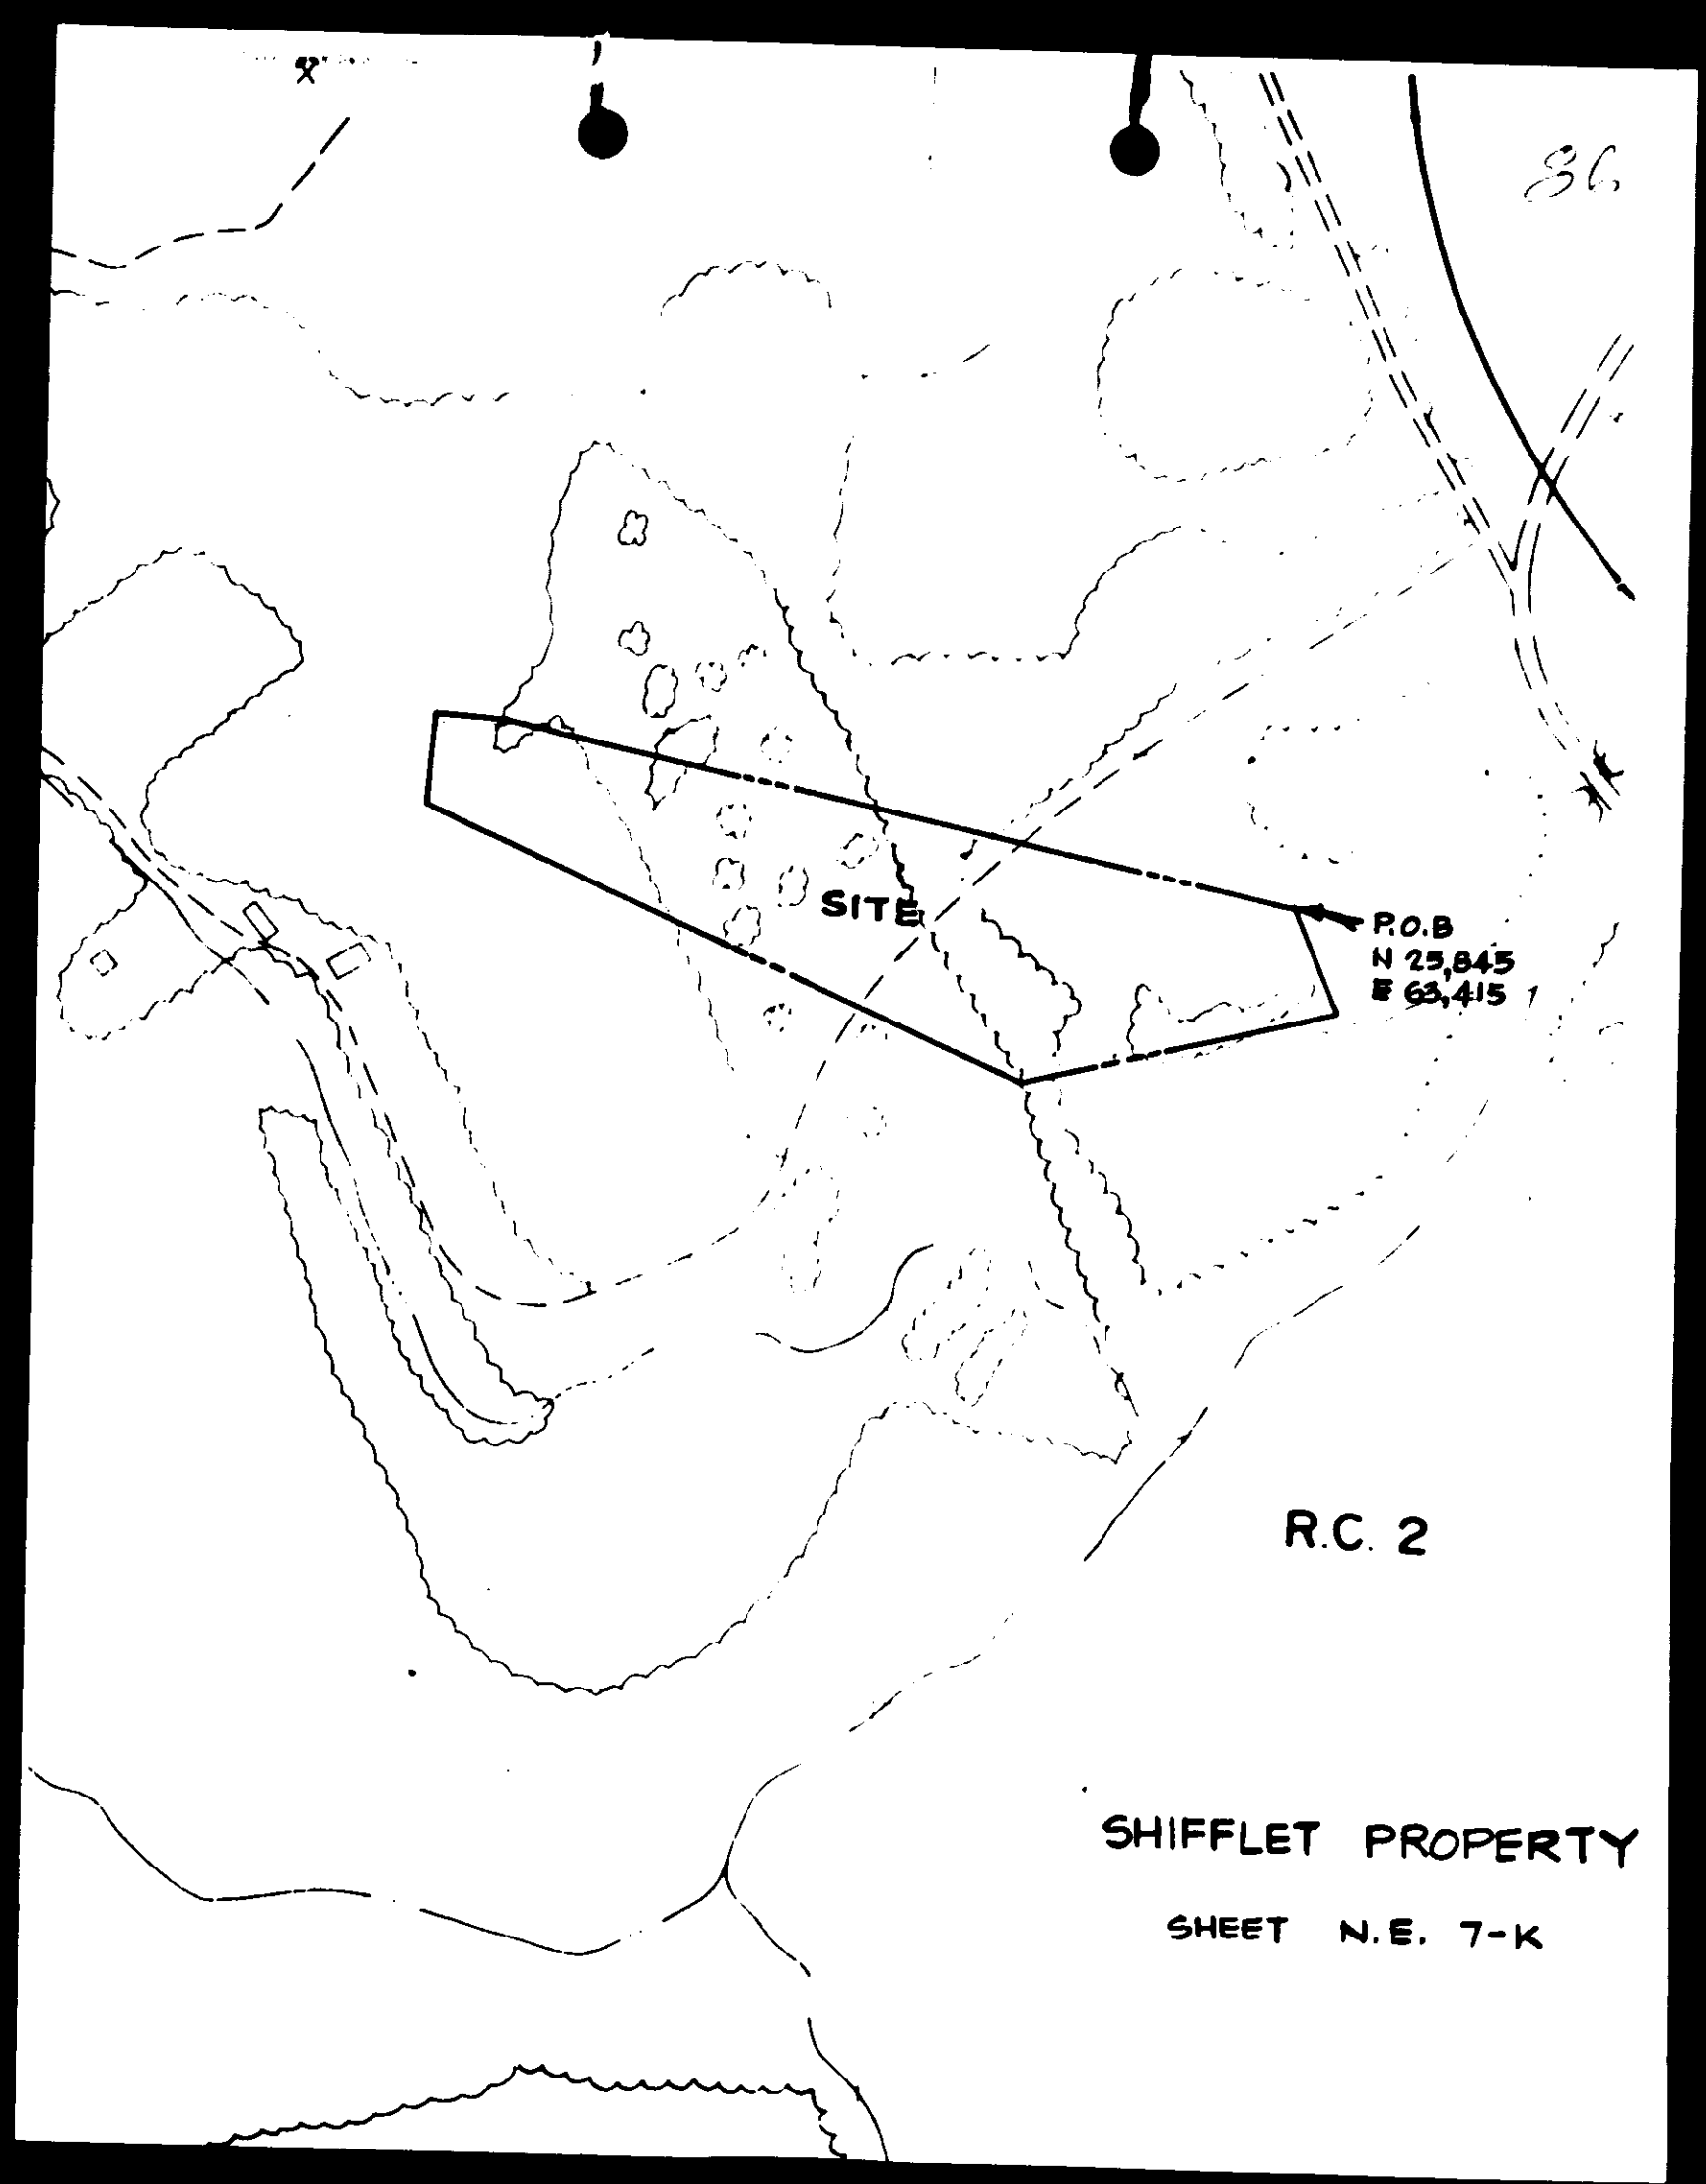 86
SITE
P.O.B
N 25,845
E 63,415
R.C. 2
SHIFFLET PROPERTY
SHEET N.E. 7-K